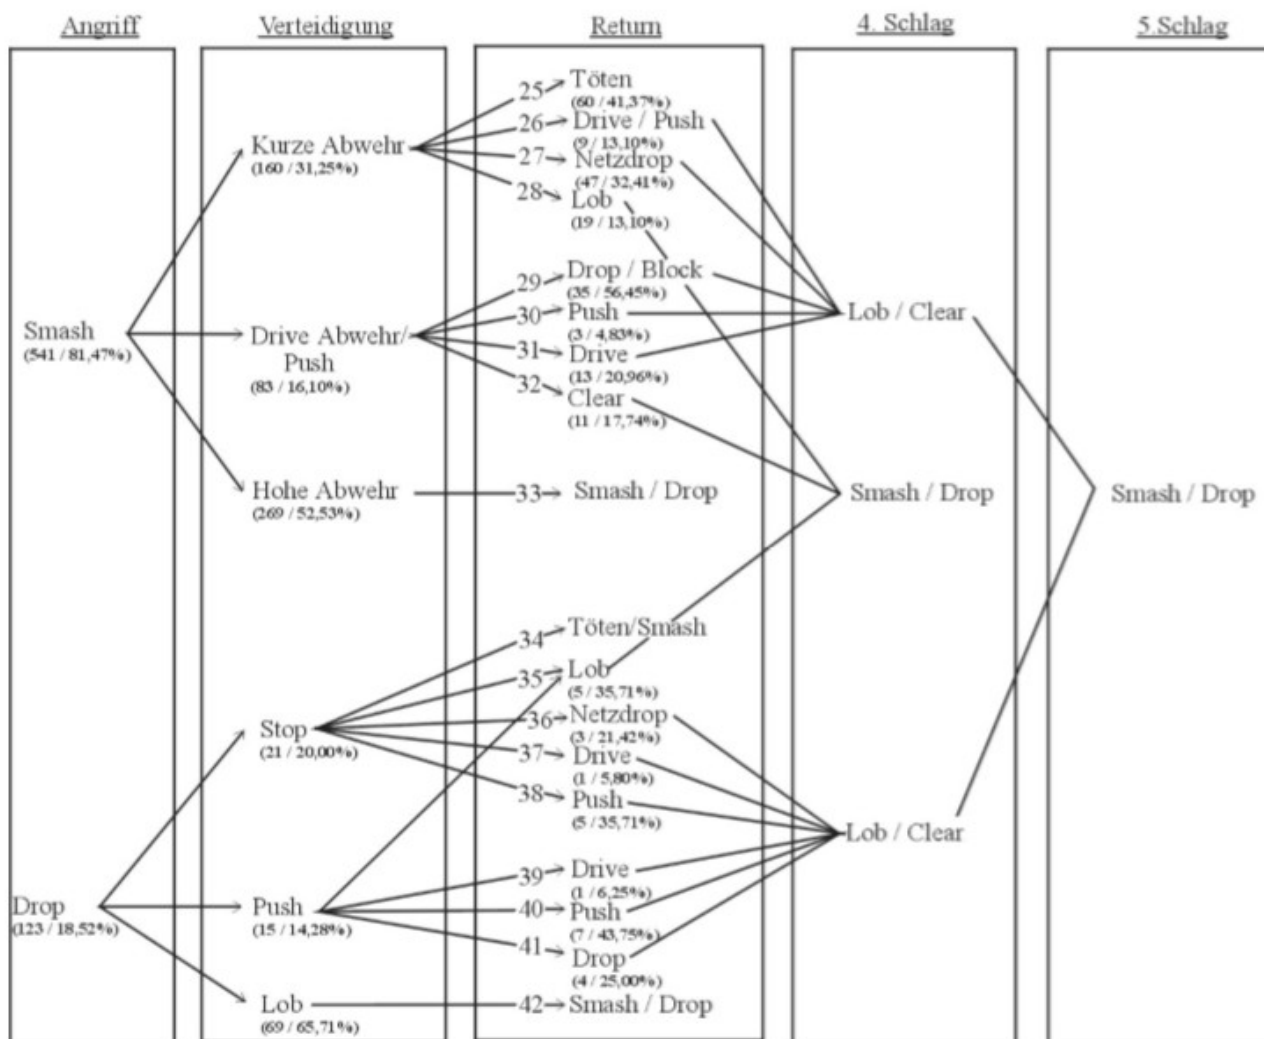 Angriff Verteidigung Return 4. Schlag 5.Schlag
25 Töten
(60 / 41,37%)
26 Drive / Push
(9 / 13,10%)
Kurze Abwehr
(160 / 31,25%)
27 Netzdrop
(47 / 32,41%)
28 Lob
(19 / 13,10%)
29 Drop / Block
(35 / 56,45%)
30 Push
(3 / 4,83%)
Lob / Clear
Smash
(541 / 81,47%)
Drive Abwehr/
Push
(83 / 16,10%)
31 Drive
(13 / 20,96%)
32 Clear
(11 / 17,74%)
Hohe Abwehr
(269 / 52,53%)
33 Smash / Drop
Smash / Drop
Smash / Drop
34 Töten/Smash
35 Lob
(5 / 35,71%)
36 Netzdrop
(3 / 21,42%)
Stop
(21 / 20,00%)
37 Drive
(1 / 5,80%)
38 Push
(5 / 35,71%)
Lob / Clear
39 Drive
(1 / 6,25%)
Drop
(123 / 18,52%)
Push
(15 / 14,28%)
40 Push
(7 / 43,75%)
41 Drop
(4 / 25,00%)
Lob
(69 / 65,71%)
42 Smash / Drop